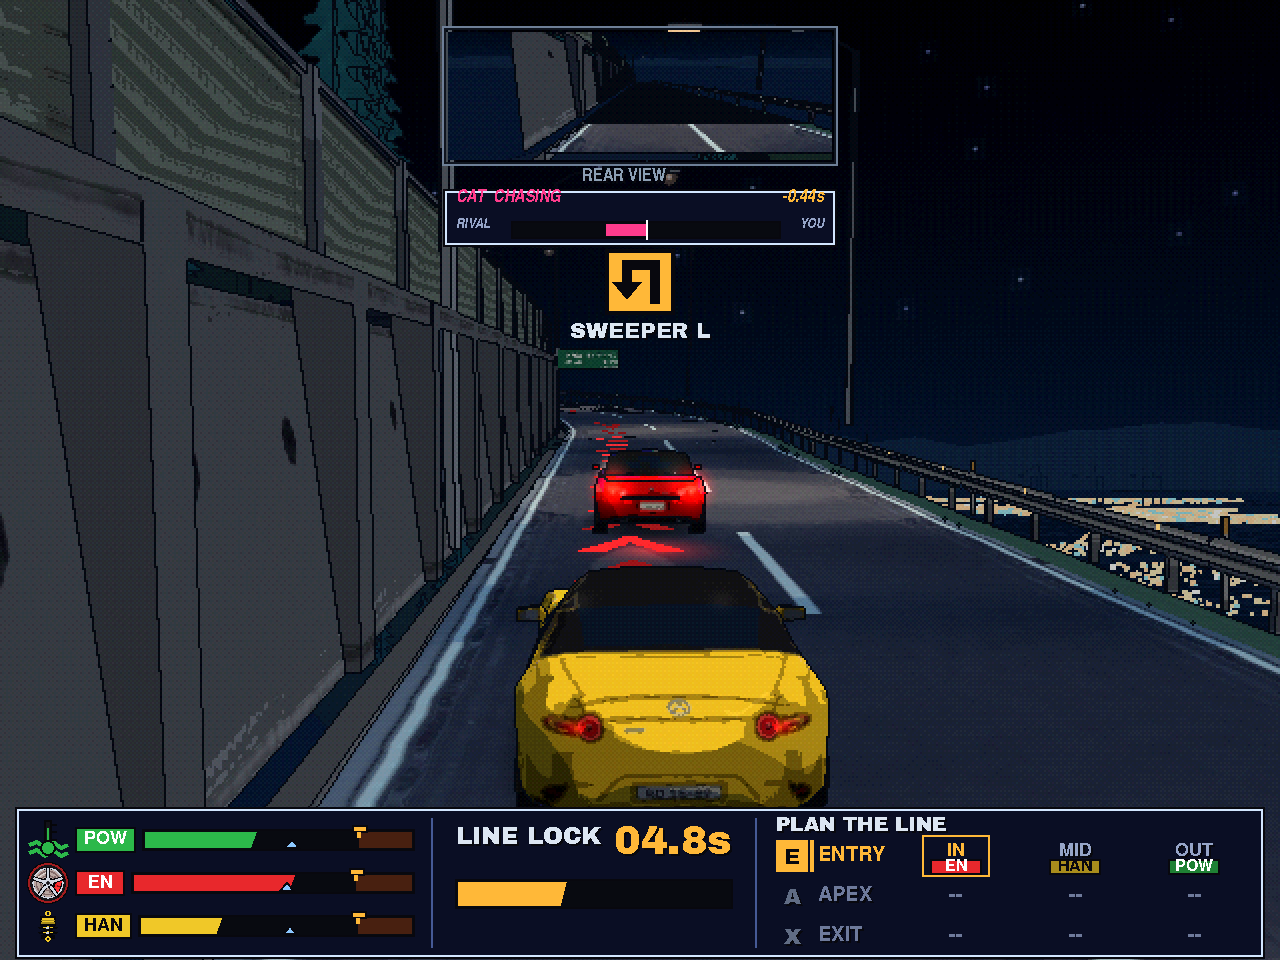 REAR VIEW
CAT CHASING -0.44s
RIVAL YOU
SWEEPER L
POW
EN
HAN
LINE LOCK 04.8s
PLAN THE LINE
E ENTRY IN MID OUT
EN HAN POW
A APEX -- -- --
X EXIT -- -- --